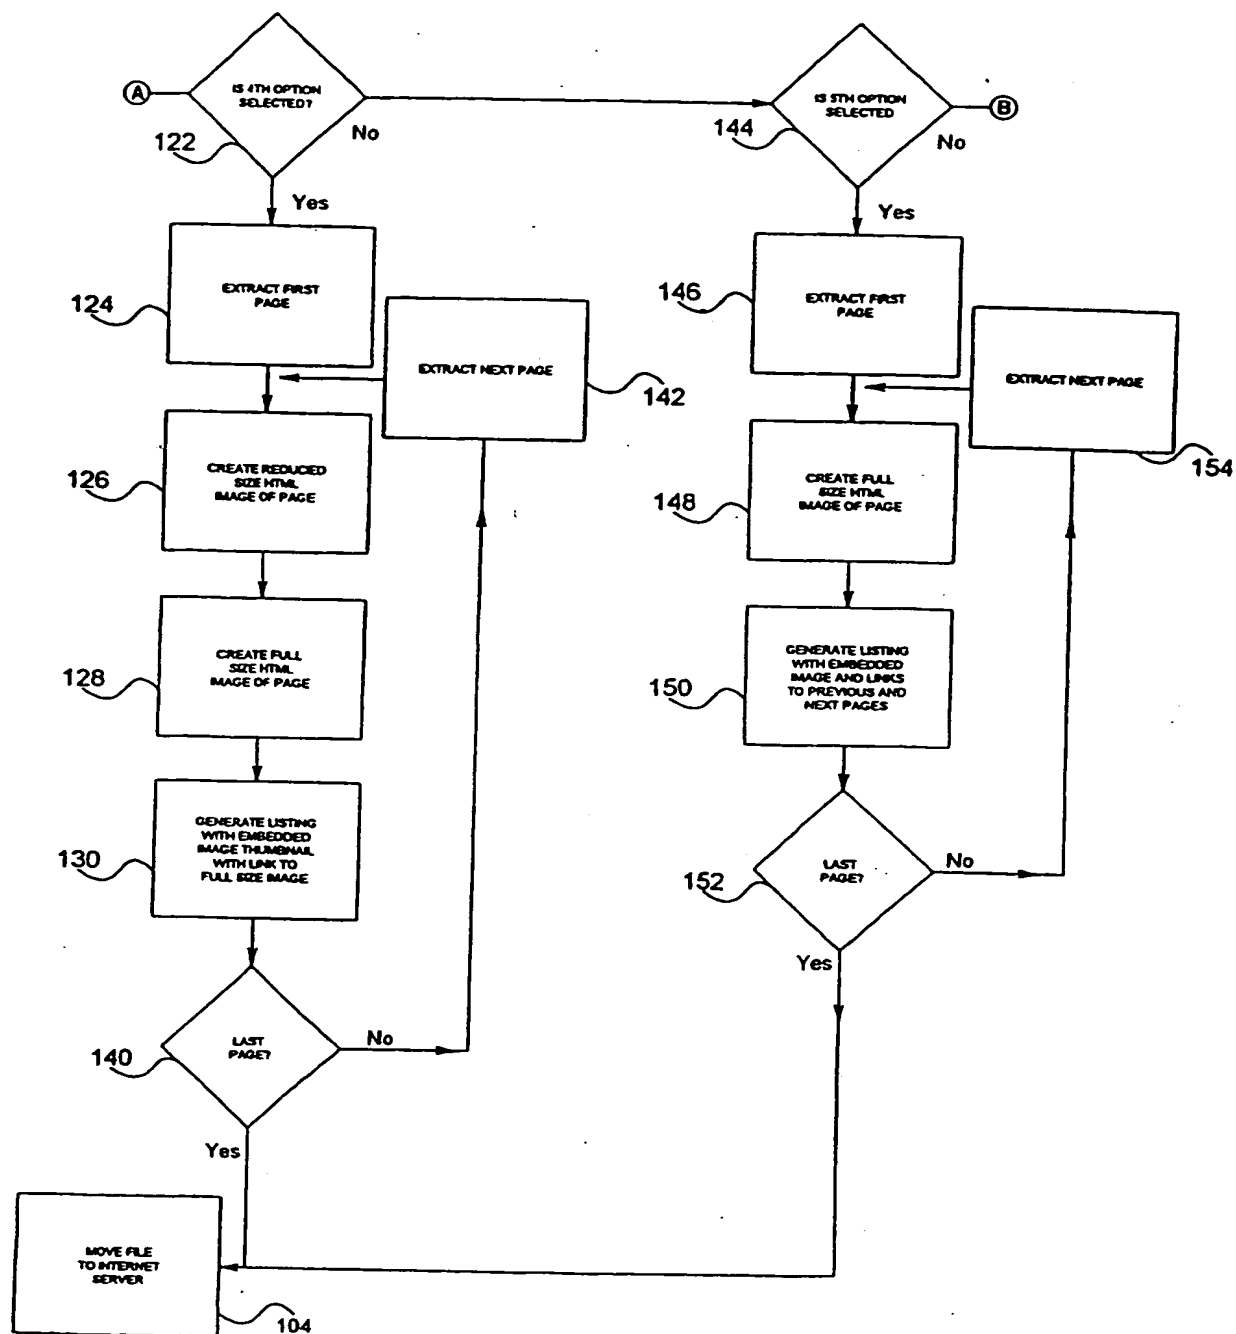 A
IS 4TH OPTION
SELECTED?
122
No
Yes
IS 5TH OPTION
SELECTED
B
144
No
Yes
EXTRACT FIRST
PAGE
124
EXTRACT NEXT PAGE
142
CREATE REDUCED
SIZE HTML
IMAGE OF PAGE
126
CREATE FULL
SIZE HTML
IMAGE OF PAGE
128
GENERATE LISTING
WITH EMBEDDED
IMAGE THUMBNAIL
WITH LINK TO
FULL SIZE IMAGE
130
LAST
PAGE?
140
No
Yes
EXTRACT FIRST
PAGE
146
EXTRACT NEXT PAGE
154
CREATE FULL
SIZE HTML
IMAGE OF PAGE
148
GENERATE LISTING
WITH EMBEDDED
IMAGE AND LINKS
TO PREVIOUS AND
NEXT PAGES
150
LAST
PAGE?
152
No
Yes
MOVE FILE
TO INTERNET
SERVER
104